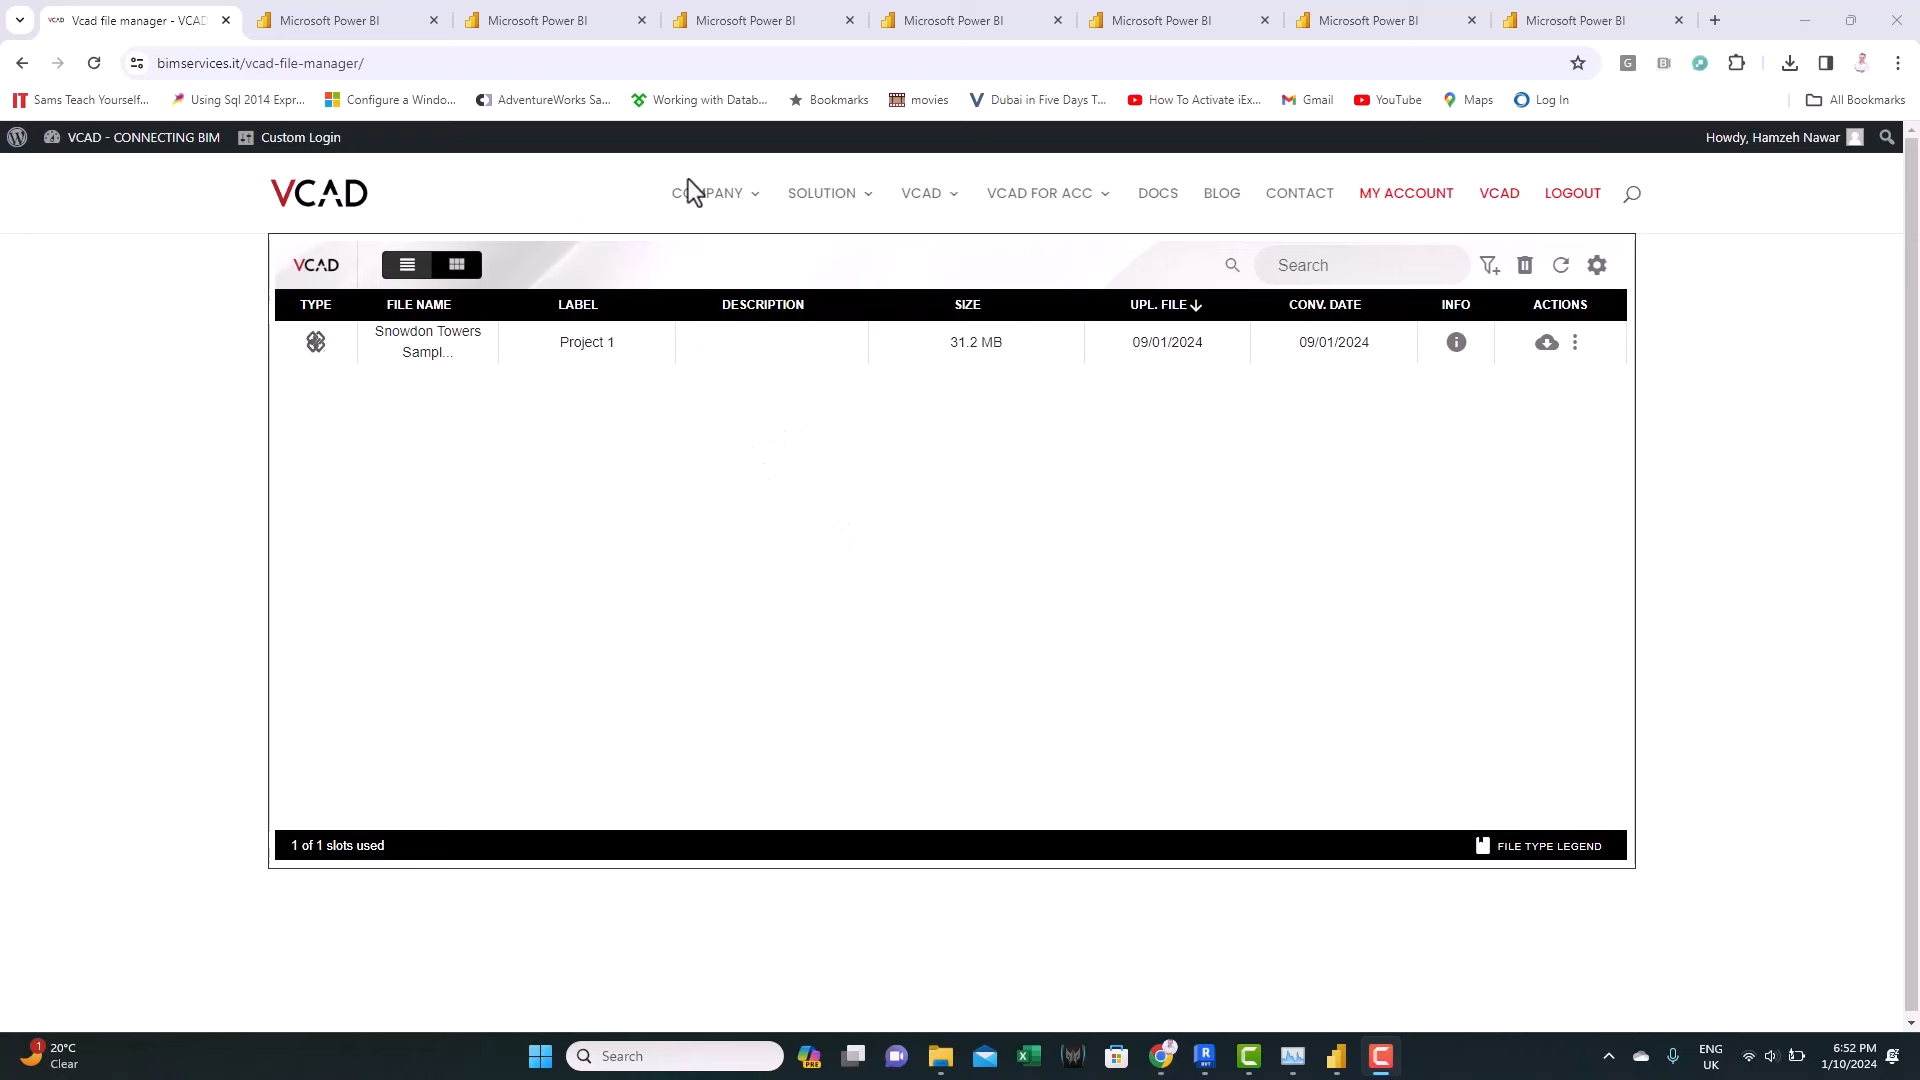 VCAD Vcad file manager - VCAD Microsoft Power BI Microsoft Power BI Microsoft Power BI Microsoft Power BI Microsoft Power BI Microsoft Power BI Microsoft Power BI
bimservices.it/vcad-file-manager/
Sams Teach Yourself... Using Sql 2014 Expr... Configure a Windo... AdventureWorks Sa... Working with Datab... Bookmarks movies Dubai in Five Days T... How To Activate iEx... Gmail YouTube Maps Log In All Bookmarks
VCAD - CONNECTING BIM Custom Login Howdy, Hamzeh Nawar
VCAD COMPANY SOLUTION VCAD VCAD FOR ACC DOCS BLOG CONTACT MY ACCOUNT VCAD LOGOUT
VCAD Search
TYPE FILE NAME LABEL DESCRIPTION SIZE UPL. FILE CONV. DATE INFO ACTIONS
Snowdon Towers
Sampl... Project 1 31.2 MB 09/01/2024 09/01/2024
1 of 1 slots used FILE TYPE LEGEND
1 20°C
Clear
Search
PRE
ENG
UK
6:52 PM
1/10/2024